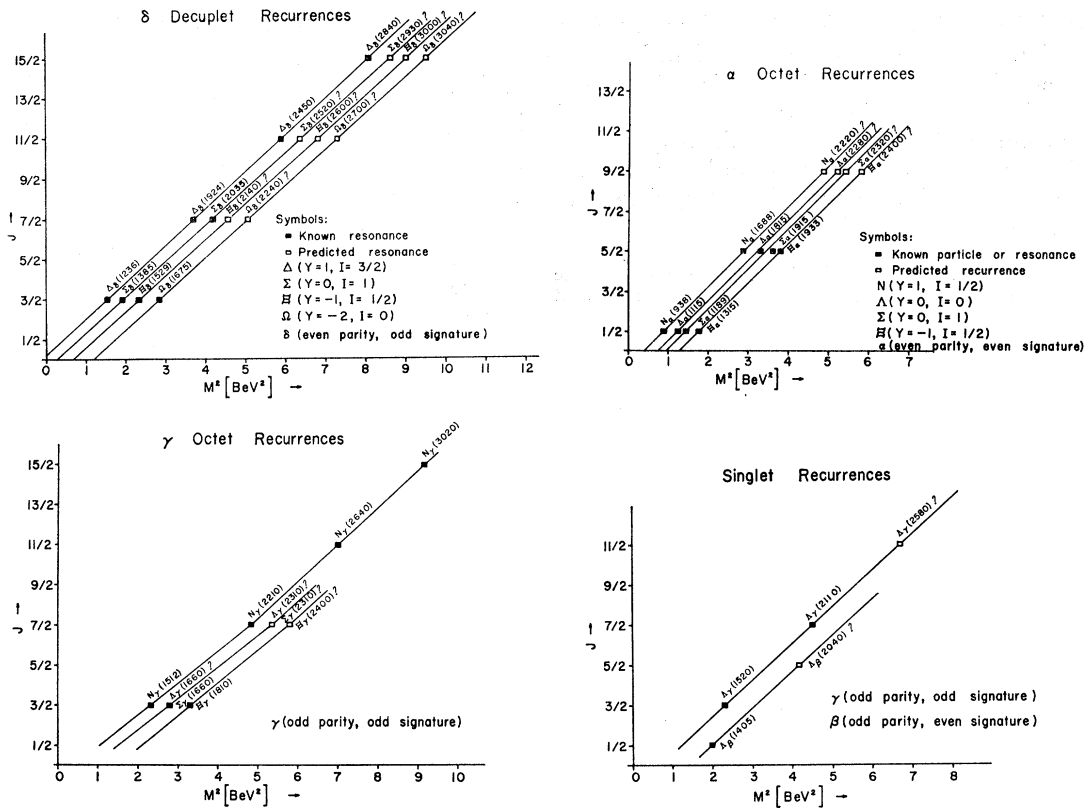 δ Decuplet Recurrences
15/2
13/2
11/2
9/2
7/2
5/2
3/2
1/2
J →
0 1 2 3 4 5 6 7 8 9 10 11 12
M² [BeV²] →
Δδ (1236)
Σδ (1385)
Ξδ (1529)
Ωδ (1675)
Δδ (1924)
Σδ (2035)
Ξδ (2140) ?
Ωδ (2240) ?
Δδ (2450)
Σδ (2520) ?
Ξδ (2600) ?
Ωδ (2700) ?
Δδ (2840)
Σδ (2930) ?
Ξδ (3000) ?
Ωδ (3040) ?
Symbols:
■ Known resonance
□ Predicted resonance
Δ (Y=1, I= 3/2)
Σ (Y=0, I= 1)
Ξ (Y=-1, I= 1/2)
Ω (Y= -2, I= 0)
δ (even parity, odd signature)
α Octet Recurrences
13/2
11/2
9/2
7/2
5/2
3/2
1/2
J →
0 1 2 3 4 5 6 7
M² [BeV²] →
Nα (938)
Λα (1115)
Σα (1189)
Ξα (1315)
Nα (1688)
Λα (1815)
Σα (1915)
Ξα (1933)
Nα (2220) ?
Λα (2280) ?
Σα (2320) ?
Ξα (2400) ?
Symbols:
■ Known particle or resonance
□ Predicted recurrence
N (Y=1, I= 1/2)
Λ (Y=0, I= 0)
Σ (Y=0, I= 1)
Ξ (Y=-1, I= 1/2)
α (even parity, even signature)
γ Octet Recurrences
15/2
13/2
11/2
9/2
7/2
5/2
3/2
1/2
J →
0 1 2 3 4 5 6 7 8 9 10
M² [BeV²] →
Nγ (1512)
Λγ (1660) ?
Σγ (1660)
Ξγ (1810)
Nγ (2210)
Λγ (2310) ?
Σγ (2310) ?
Ξγ (2400) ?
Nγ (2640)
Nγ (3020)
γ (odd parity, odd signature)
Singlet Recurrences
11/2
9/2
7/2
5/2
3/2
1/2
J →
0 1 2 3 4 5 6 7 8
M² [BeV²] →
Λβ (1405)
Λγ (1520)
Λβ (2040) ?
Λγ (2110)
Λγ (2580) ?
γ (odd parity, odd signature)
β (odd parity, even signature)